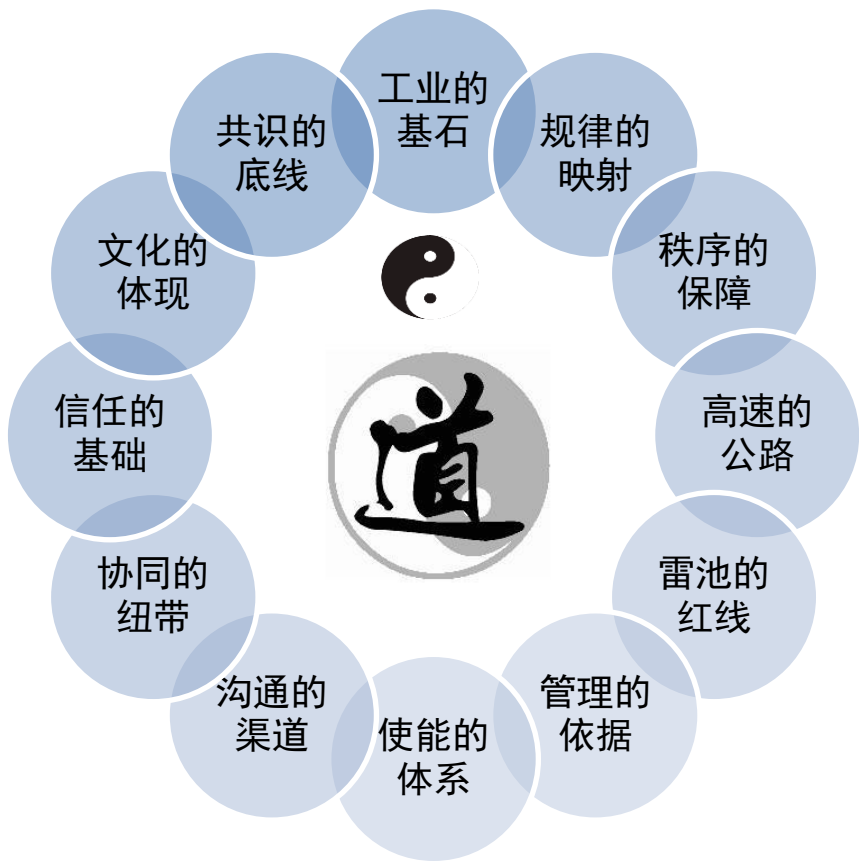 工业的
基石
规律的
映射
秩序的
保障
高速的
公路
雷池的
红线
管理的
依据
使能的
体系
沟通的
渠道
协同的
纽带
信任的
基础
文化的
体现
共识的
底线
道